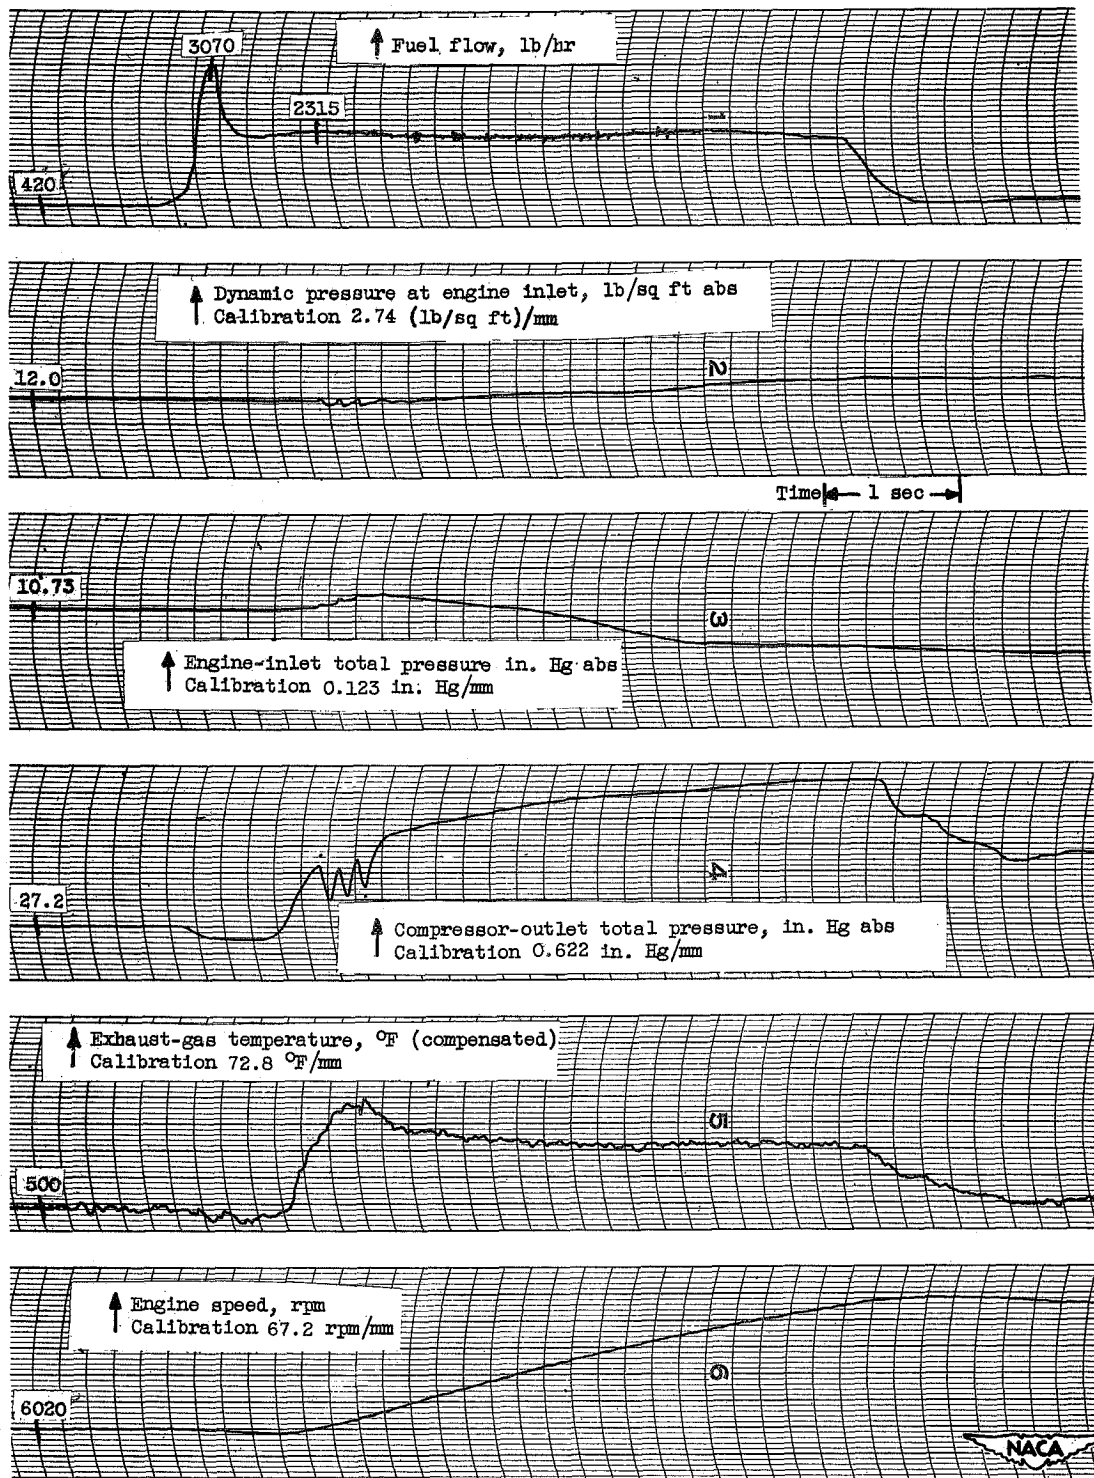 3070
↑ Fuel flow, lb/hr
2315
1
420
↑ Dynamic pressure at engine inlet, lb/sq ft abs
Calibration 2.74 (lb/sq ft)/mm
12.0
2
Time |← 1 sec →|
10.73
3
↑ Engine-inlet total pressure in. Hg abs
Calibration 0.123 in. Hg/mm
4
27.2
↑ Compressor-outlet total pressure, in. Hg abs
Calibration 0.622 in. Hg/mm
↑ Exhaust-gas temperature, °F (compensated)
Calibration 72.8 °F/mm
5
500
↑ Engine speed, rpm
Calibration 67.2 rpm/mm
6
6020
NACA